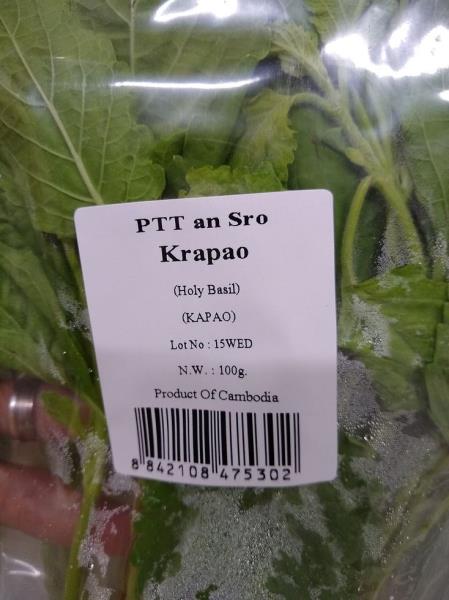 PTT an Sro
Krapao
(Holy Basil)
(KAPAO)
Lot No : 15WED
N.W. : 100g.
Product Of Cambodia
8 842108 475302